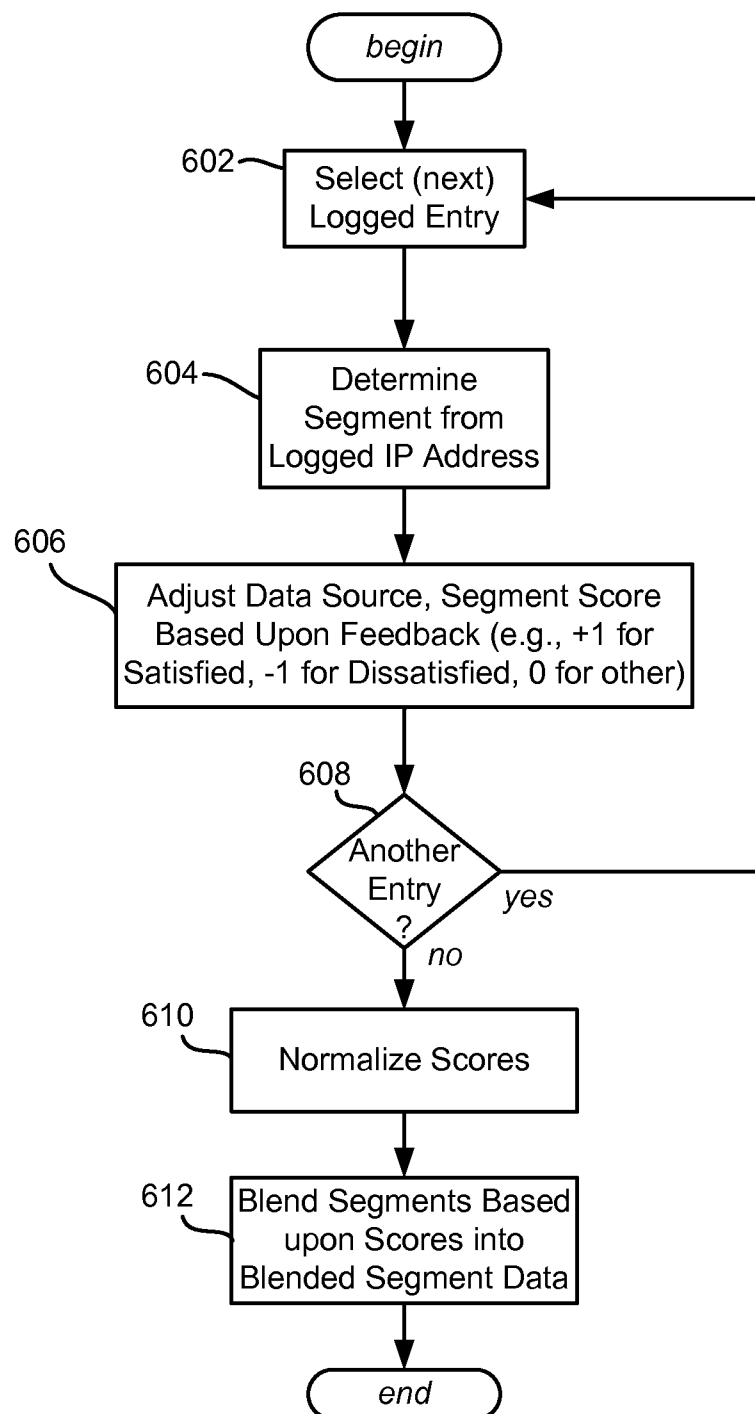 begin
602
Select (next)
Logged Entry
604
Determine
Segment from
Logged IP Address
606
Adjust Data Source, Segment Score
Based Upon Feedback (e.g., +1 for
Satisfied, -1 for Dissatisfied, 0 for other)
608
Another
Entry
?
yes
no
610
Normalize Scores
612
Blend Segments Based
upon Scores into
Blended Segment Data
end